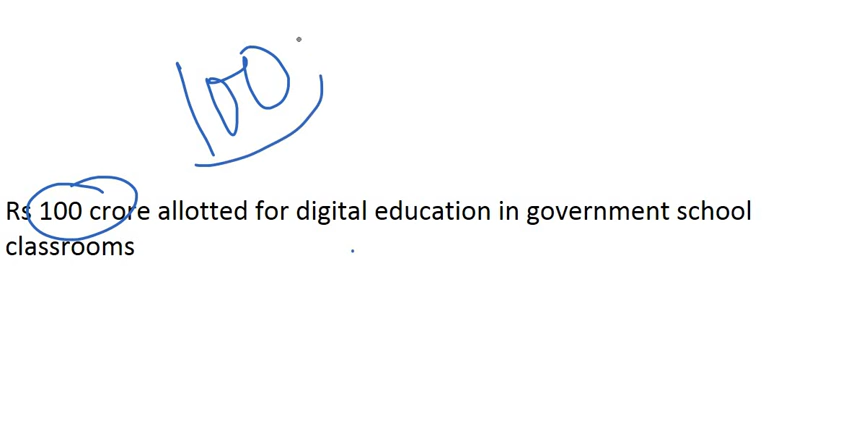 100
Rs 100 crore allotted for digital education in government school
classrooms